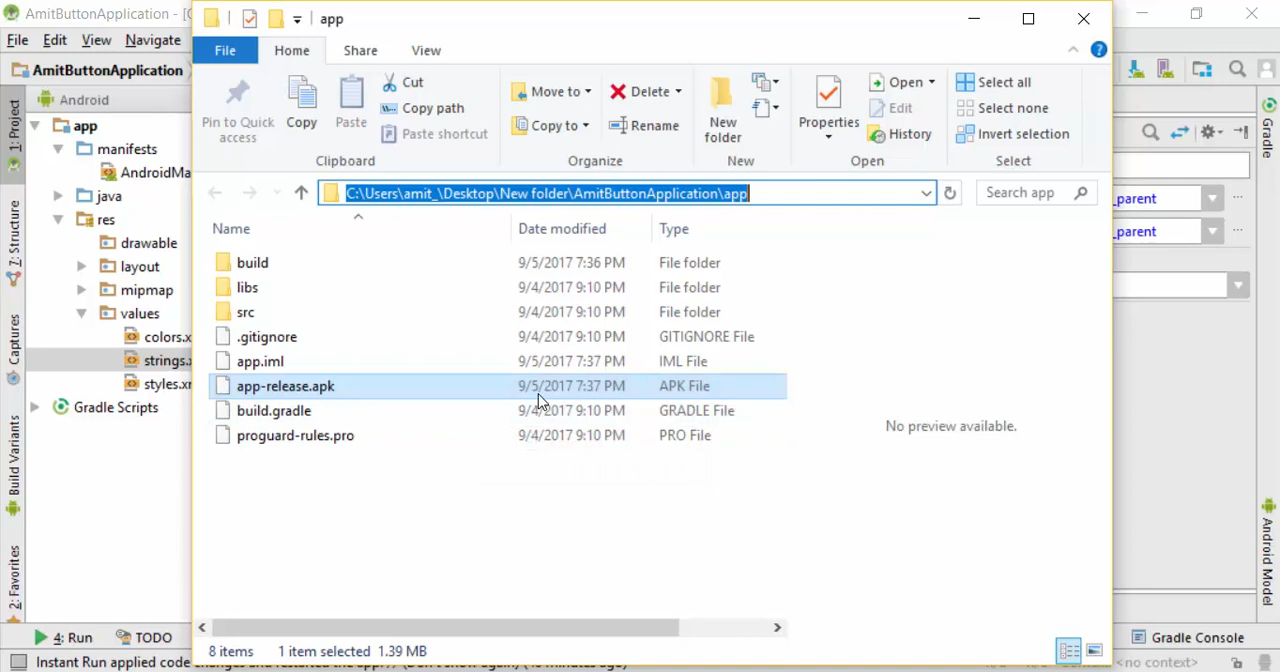 AmitButtonApplication - [C
app
File Edit View Navigate
File Home Share View
AmitButtonApplication
Pin to Quick access
Copy
Paste
Cut
Copy path
Paste shortcut
Clipboard
Move to
Copy to
Delete
Rename
Organize
New folder
New
Properties
Open
Edit
History
Open
Select all
Select none
Invert selection
Select
C:\Users\amit_\Desktop\New folder\AmitButtonApplication\app
Search app
Name Date modified Type
build 9/5/2017 7:36 PM File folder
libs 9/4/2017 9:10 PM File folder
src 9/4/2017 9:10 PM File folder
.gitignore 9/4/2017 9:10 PM GITIGNORE File
app.iml 9/5/2017 7:37 PM IML File
app-release.apk 9/5/2017 7:37 PM APK File
build.gradle 9/4/2017 9:10 PM GRADLE File
proguard-rules.pro 9/4/2017 9:10 PM PRO File
No preview available.
8 items 1 item selected 1.39 MB
1: Project
7: Structure
Captures
Build Variants
2: Favorites
Android
app
manifests
AndroidMa
java
res
drawable
layout
mipmap
values
colors.x
strings.x
styles.xr
Gradle Scripts
_parent
_parent
Gradle
Android Model
4: Run TODO
Gradle Console
Instant Run applied code changes and restarted the app
<no context>